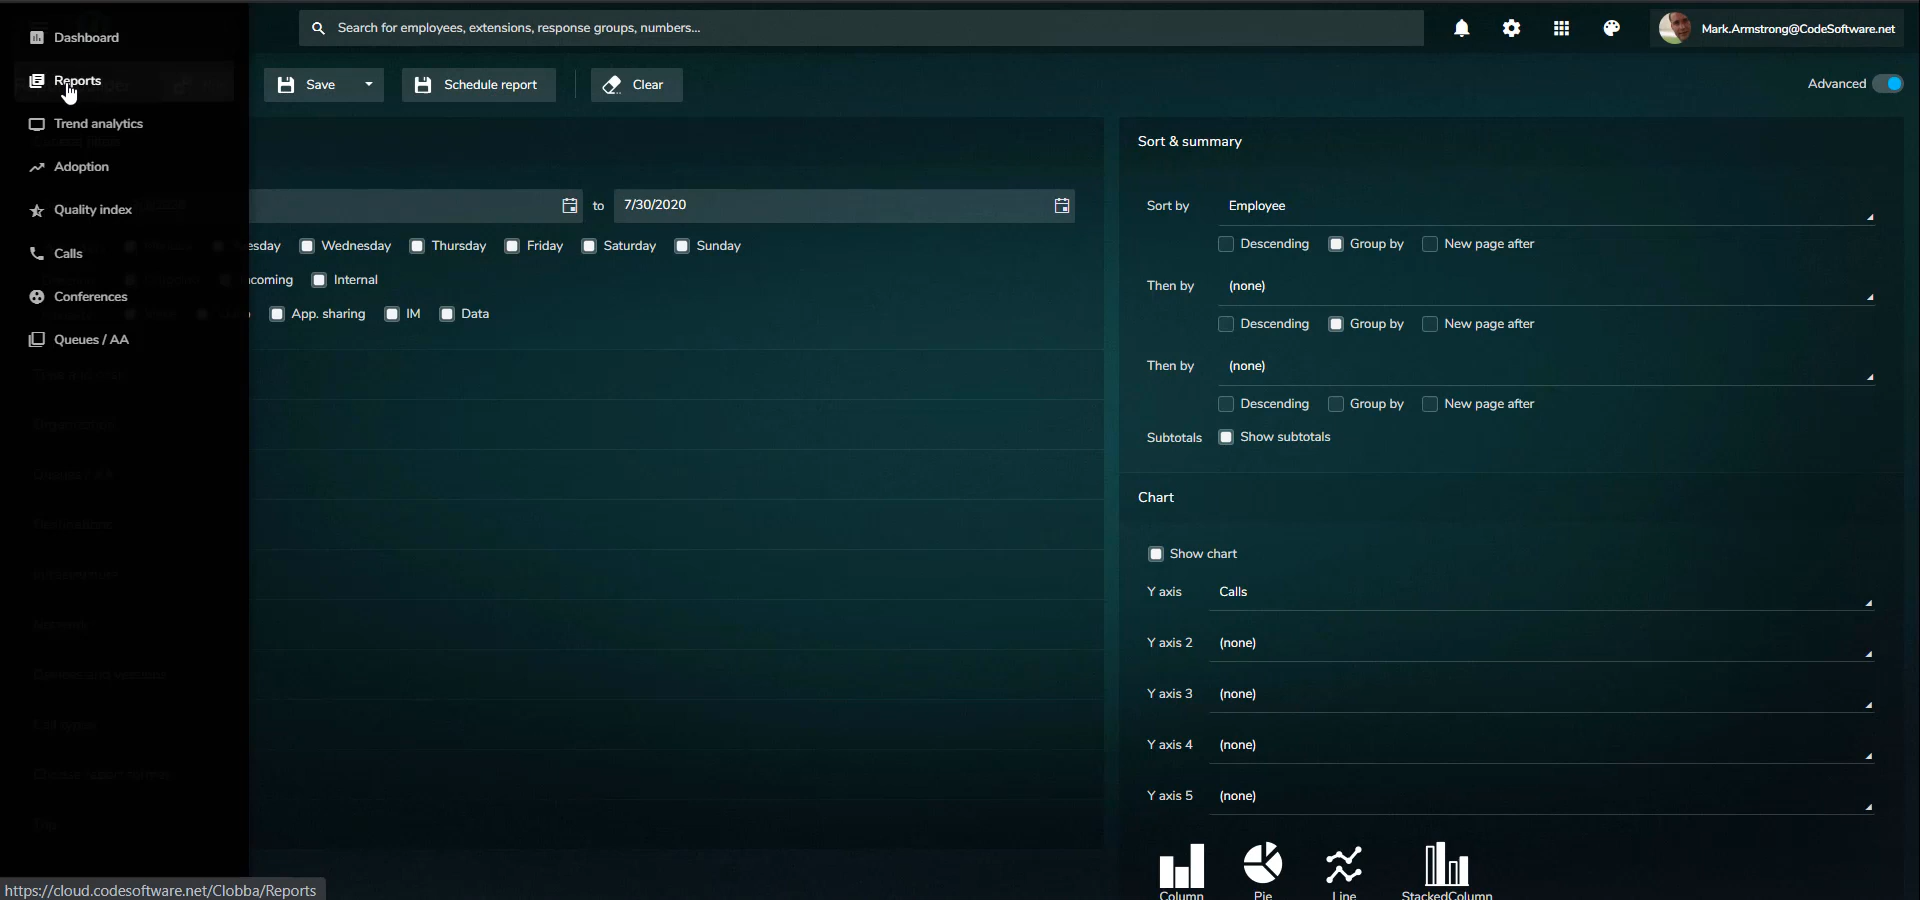 Dashboard
Search for employees, extensions, response groups, numbers...
Mark.Armstrong@CodeSoftware.net
Reports
Save
Schedule report
Clear
Advanced
Trend analytics
Adoption
Quality index
Calls
Conferences
Queues / AA
to 7/30/2020
esday Wednesday Thursday Friday Saturday Sunday
coming Internal
App. sharing IM Data
Sort & summary
Sort by Employee
Descending Group by New page after
Then by (none)
Descending Group by New page after
Then by (none)
Descending Group by New page after
Subtotals Show subtotals
Chart
Show chart
Y axis Calls
Y axis 2 (none)
Y axis 3 (none)
Y axis 4 (none)
Y axis 5 (none)
Column Pie Line StackedColumn
https://cloud.codesoftware.net/Clobba/Reports